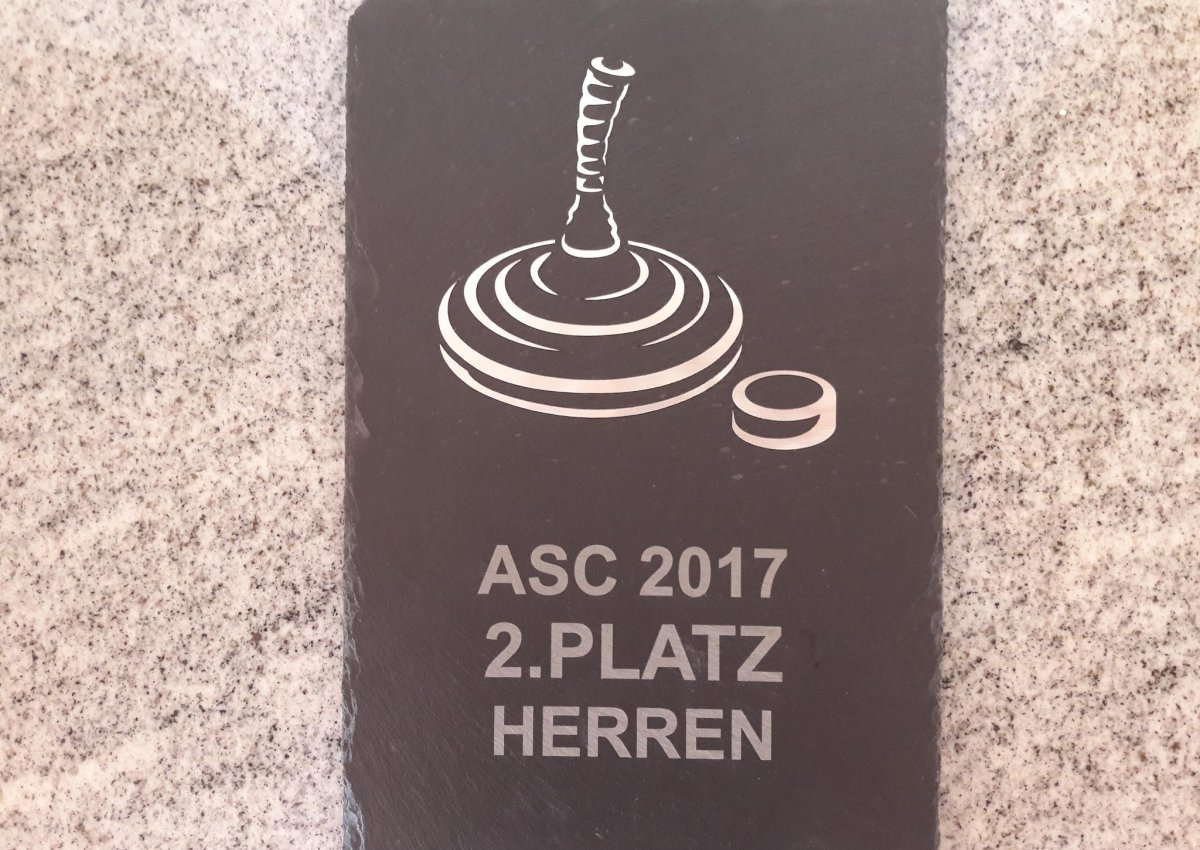 ASC 2017
2.PLATZ
HERREN